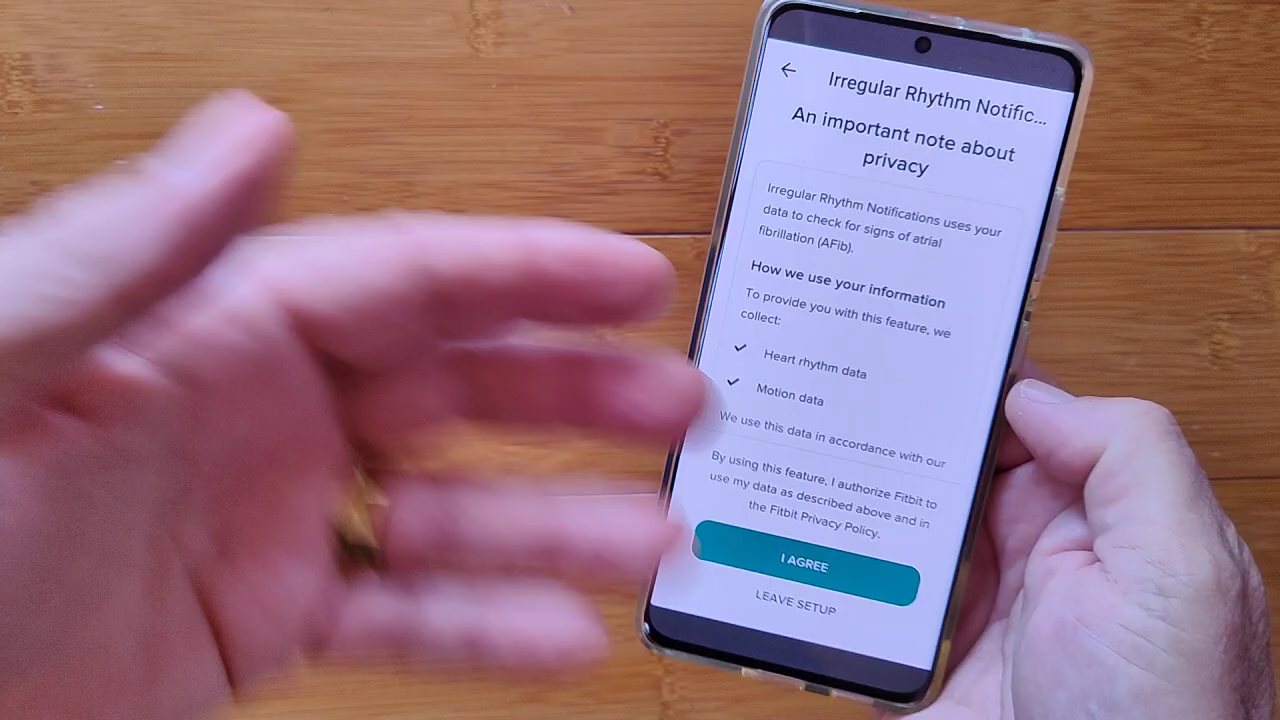 Irregular Rhythm Notific...
An important note about
privacy
Irregular Rhythm Notifications uses your
data to check for signs of atrial
fibrillation (AFib).
How we use your information
To provide you with this feature, we
collect:
Heart rhythm data
Motion data
We use this data in accordance with our
By using this feature, I authorize Fitbit to
use my data as described above and in
the Fitbit Privacy Policy.
I AGREE
LEAVE SETUP